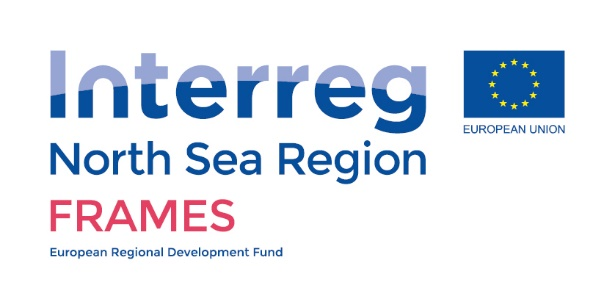 Interreg
EUROPEAN UNION
North Sea Region
FRAMES
European Regional Development Fund